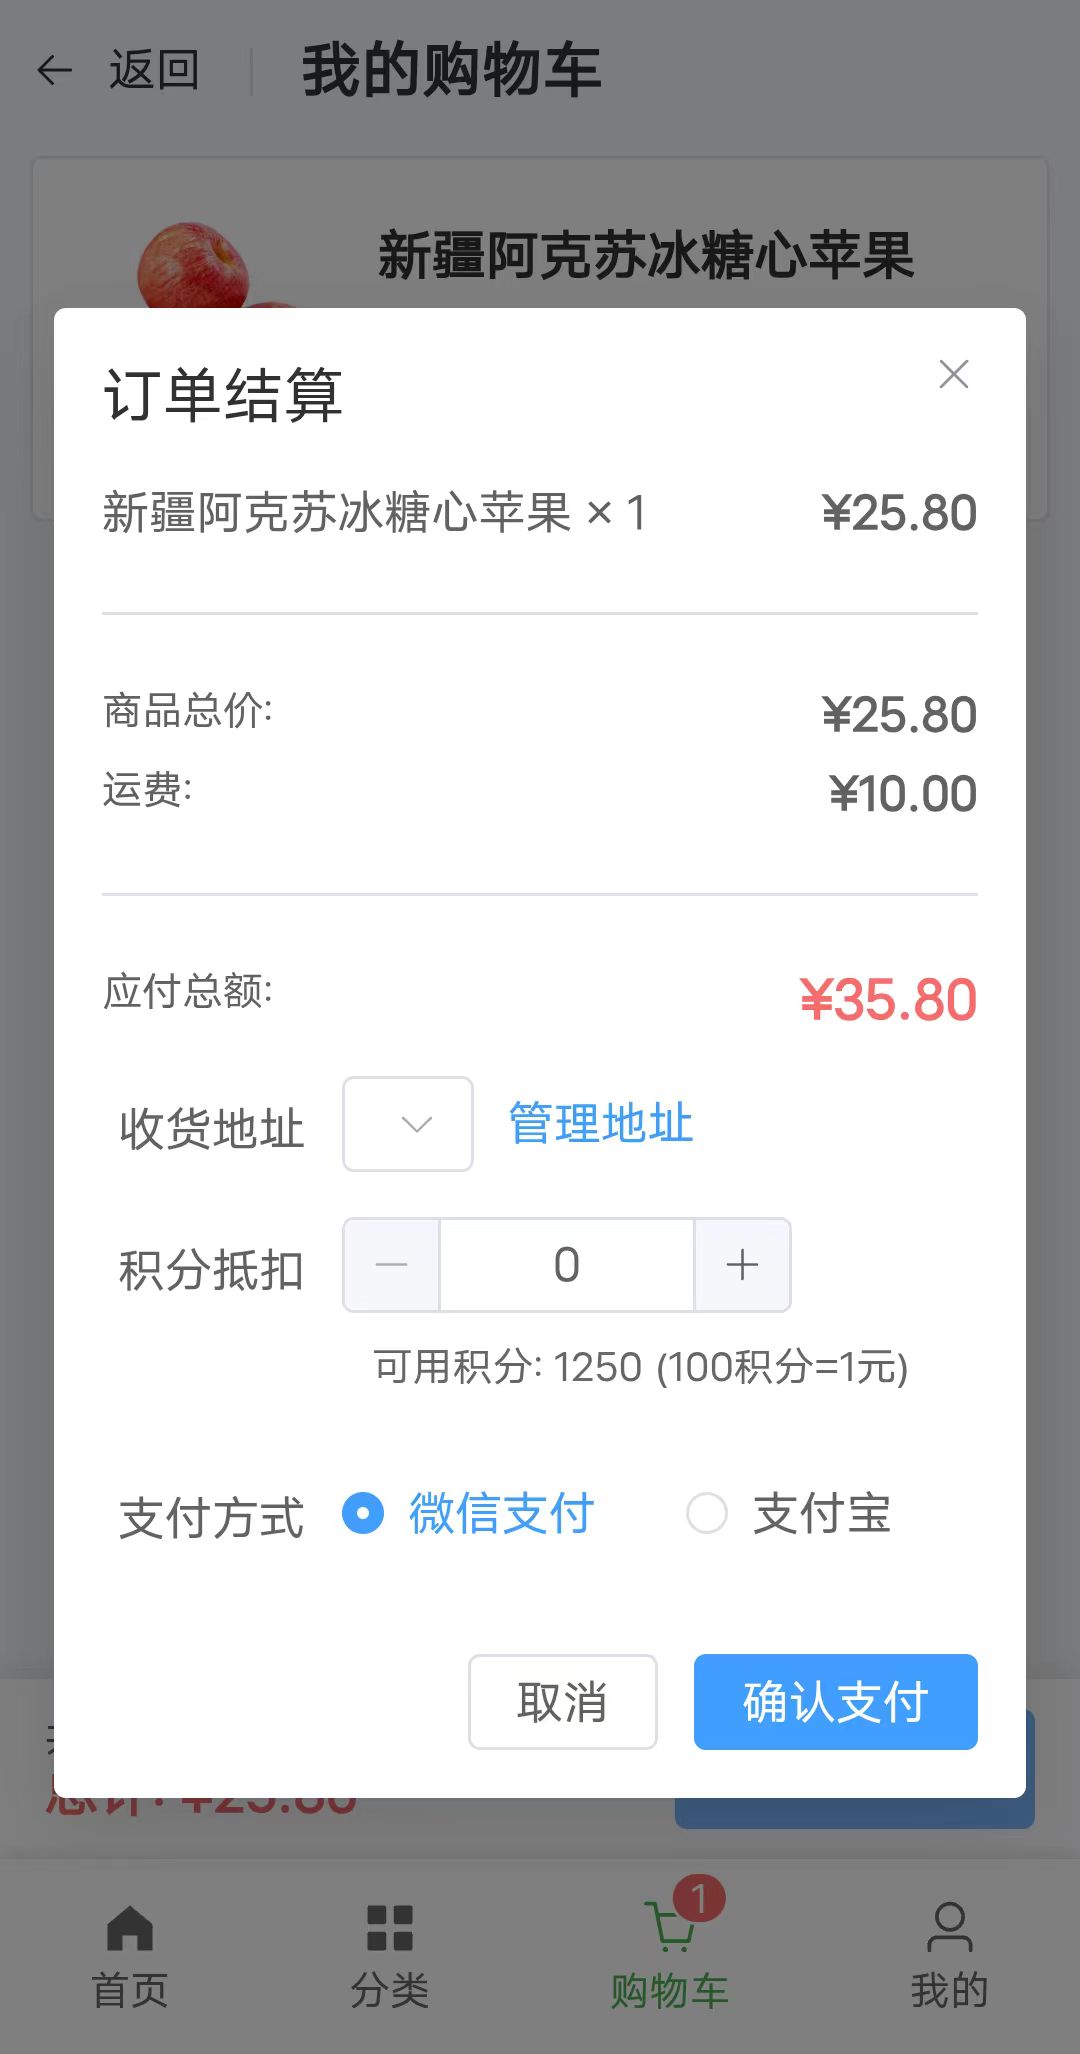 返回
我的购物车
新疆阿克苏冰糖心苹果
订单结算
新疆阿克苏冰糖心苹果 × 1 ¥25.80
商品总价: ¥25.80
运费: ¥10.00
应付总额: ¥35.80
收货地址 管理地址
积分抵扣 0
可用积分: 1250 (100积分=1元)
支付方式 微信支付 支付宝
取消 确认支付
总计: ¥25.80
1
首页 分类 购物车 我的